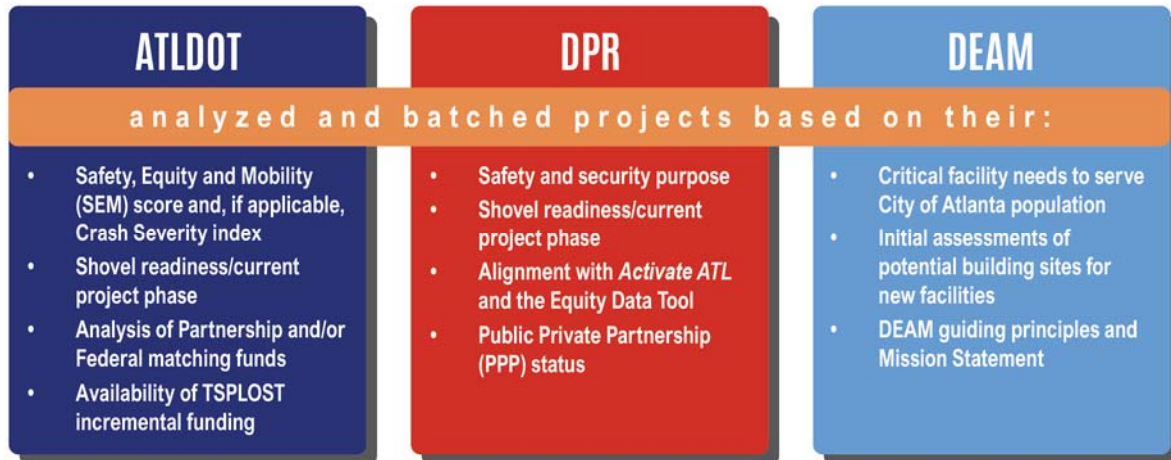 ATLDOT
DPR
DEAM
analyzed and batched projects based on their:
• Safety, Equity and Mobility
(SEM) score and, if applicable,
Crash Severity index
• Shovel readiness/current
project phase
• Analysis of Partnership and/or
Federal matching funds
• Availability of TSPLOST
incremental funding
• Safety and security purpose
• Shovel readiness/current
project phase
• Alignment with Activate ATL
and the Equity Data Tool
• Public Private Partnership
(PPP) status
• Critical facility needs to serve
City of Atlanta population
• Initial assessments of
potential building sites for
new facilities
• DEAM guiding principles and
Mission Statement